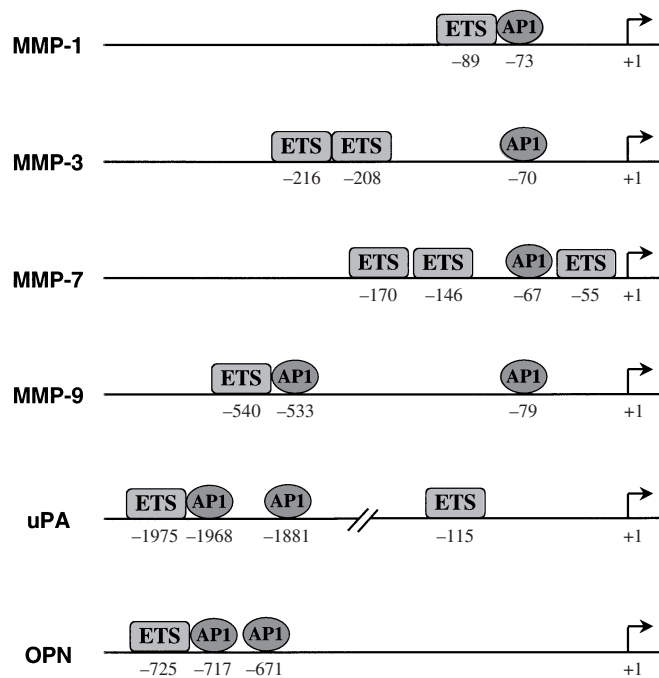 ETS AP1
MMP-1
–89 –73 +1
ETS ETS AP1
MMP-3
–216 –208 –70 +1
ETS ETS AP1 ETS
MMP-7
–170 –146 –67 –55 +1
ETS AP1 AP1
MMP-9
–540 –533 –79 +1
ETS AP1 AP1 ETS
uPA
–1975 –1968 –1881 –115 +1
ETS AP1 AP1
OPN
–725 –717 –671 +1